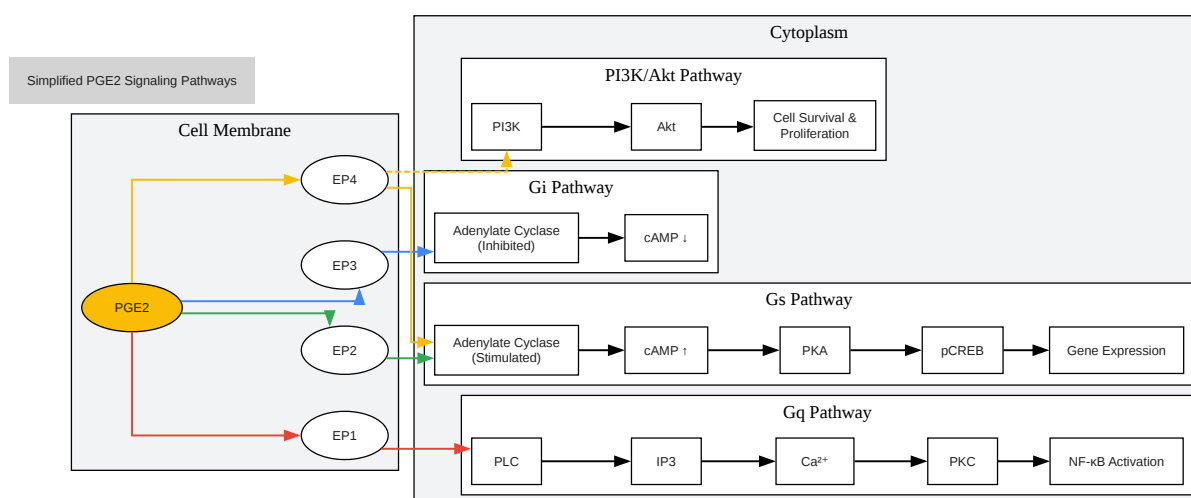 Cytoplasm
Simplified PGE2 Signaling Pathways
PI3K/Akt Pathway
PI3K
Akt
Cell Survival &
Proliferation
Cell Membrane
EP4
Gi Pathway
Adenylate Cyclase
(Inhibited)
cAMP ↓
EP3
PGE2
EP2
Gs Pathway
Adenylate Cyclase
(Stimulated)
cAMP ↑
PKA
pCREB
Gene Expression
EP1
Gq Pathway
PLC
IP3
Ca²⁺
PKC
NF-κB Activation